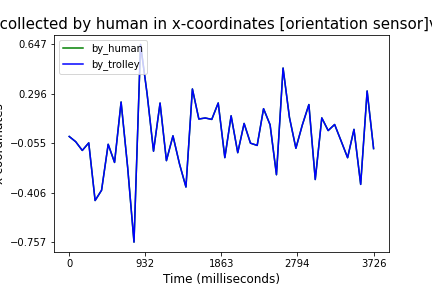 collected by human in x-coordinates [orientation sensor]
by_human
by_trolley
0.647
0.296
−0.055
−0.406
−0.757
x-coordinates
0 932 1863 2794 3726
Time (milliseconds)